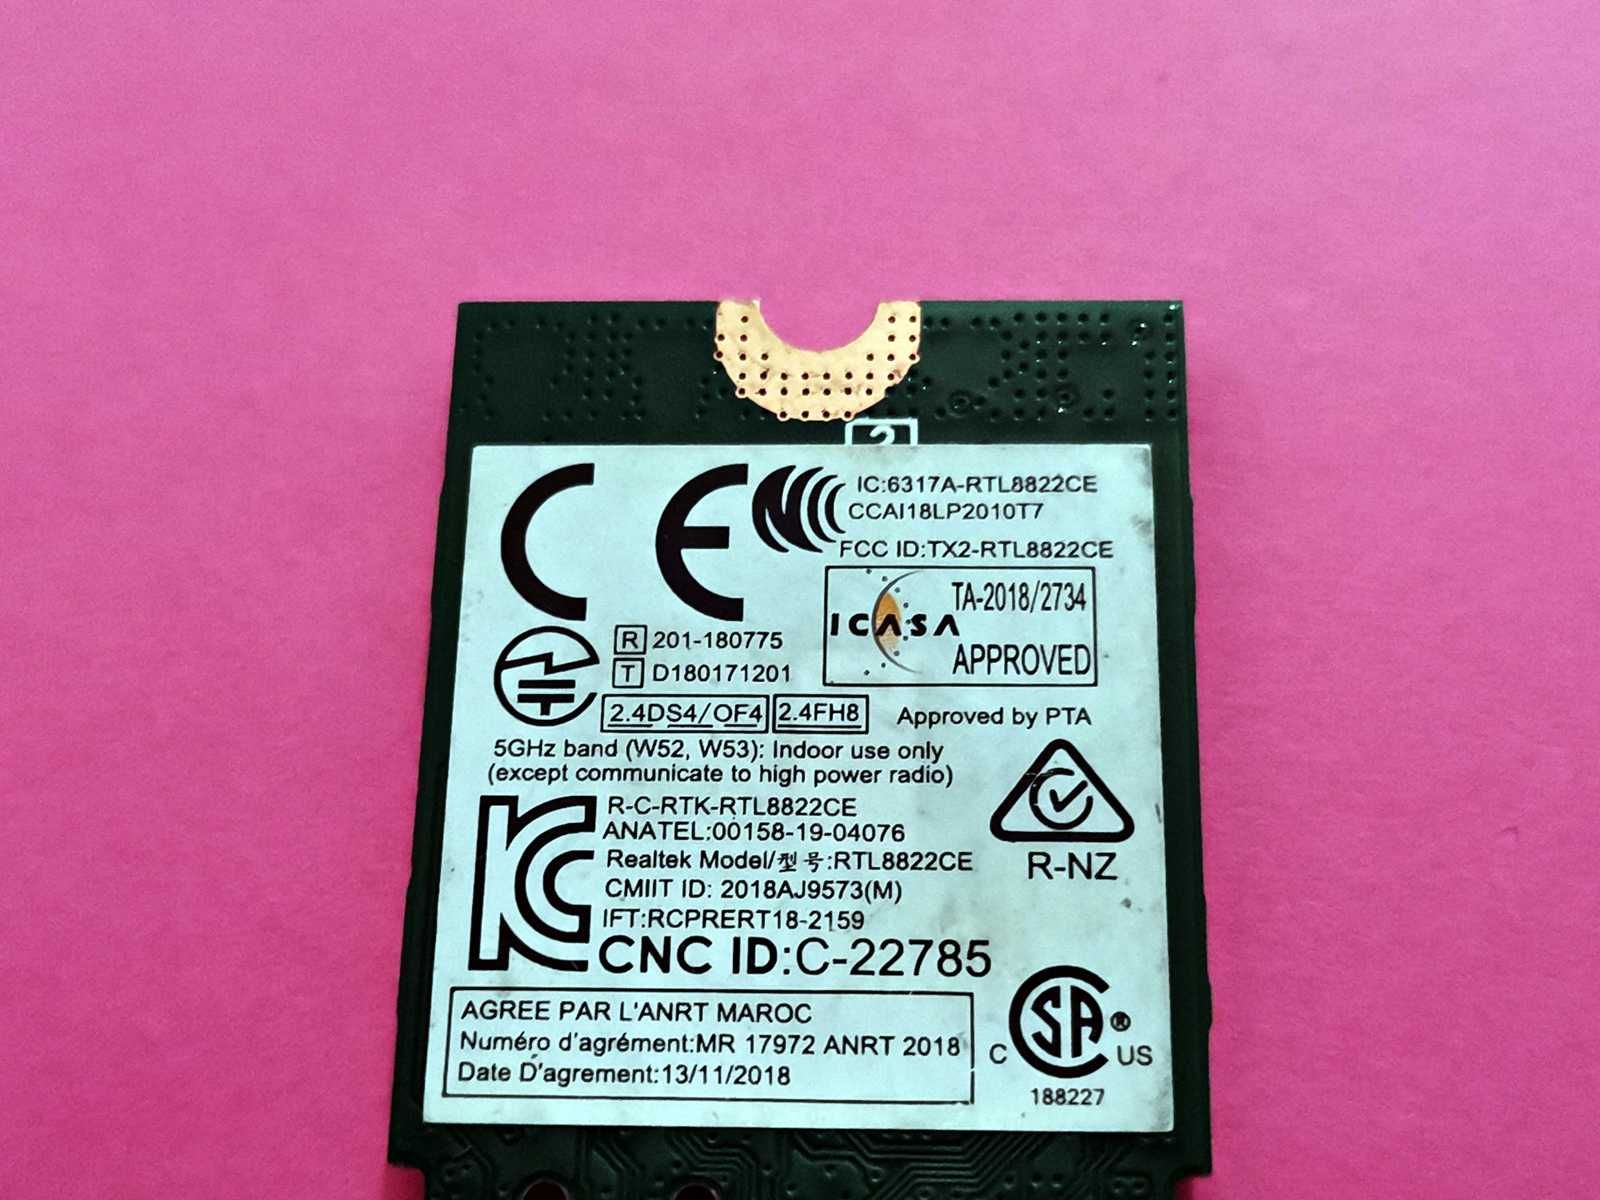 CE
IC:6317A-RTL8822CE
CCAI18LP2010T7
FCC ID:TX2-RTL8822CE
ICASA
TA-2018/2734
APPROVED
R 201-180775
T D180171201
2.4DS4/OF4 2.4FH8
Approved by PTA
5GHz band (W52, W53): Indoor use only
(except communicate to high power radio)
R-C-RTK-RTL8822CE
ANATEL:00158-19-04076
Realtek Model/型号:RTL8822CE
CMIIT ID: 2018AJ9573(M)
IFT:RCPRERT18-2159
CNC ID:C-22785
R-NZ
AGREE PAR L'ANRT MAROC
Numéro d'agrément:MR 17972 ANRT 2018
Date D'agrement:13/11/2018
C SA ® US
188227